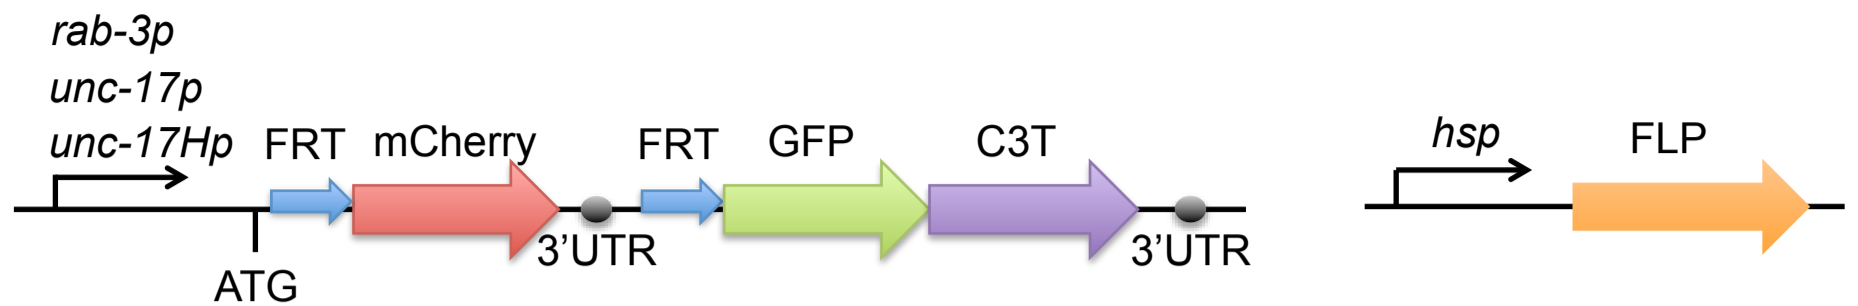 rab-3p
unc-17p
unc-17Hp
FRT
mCherry
FRT
GFP
C3T
3'UTR
3'UTR
ATG
hsp
FLP